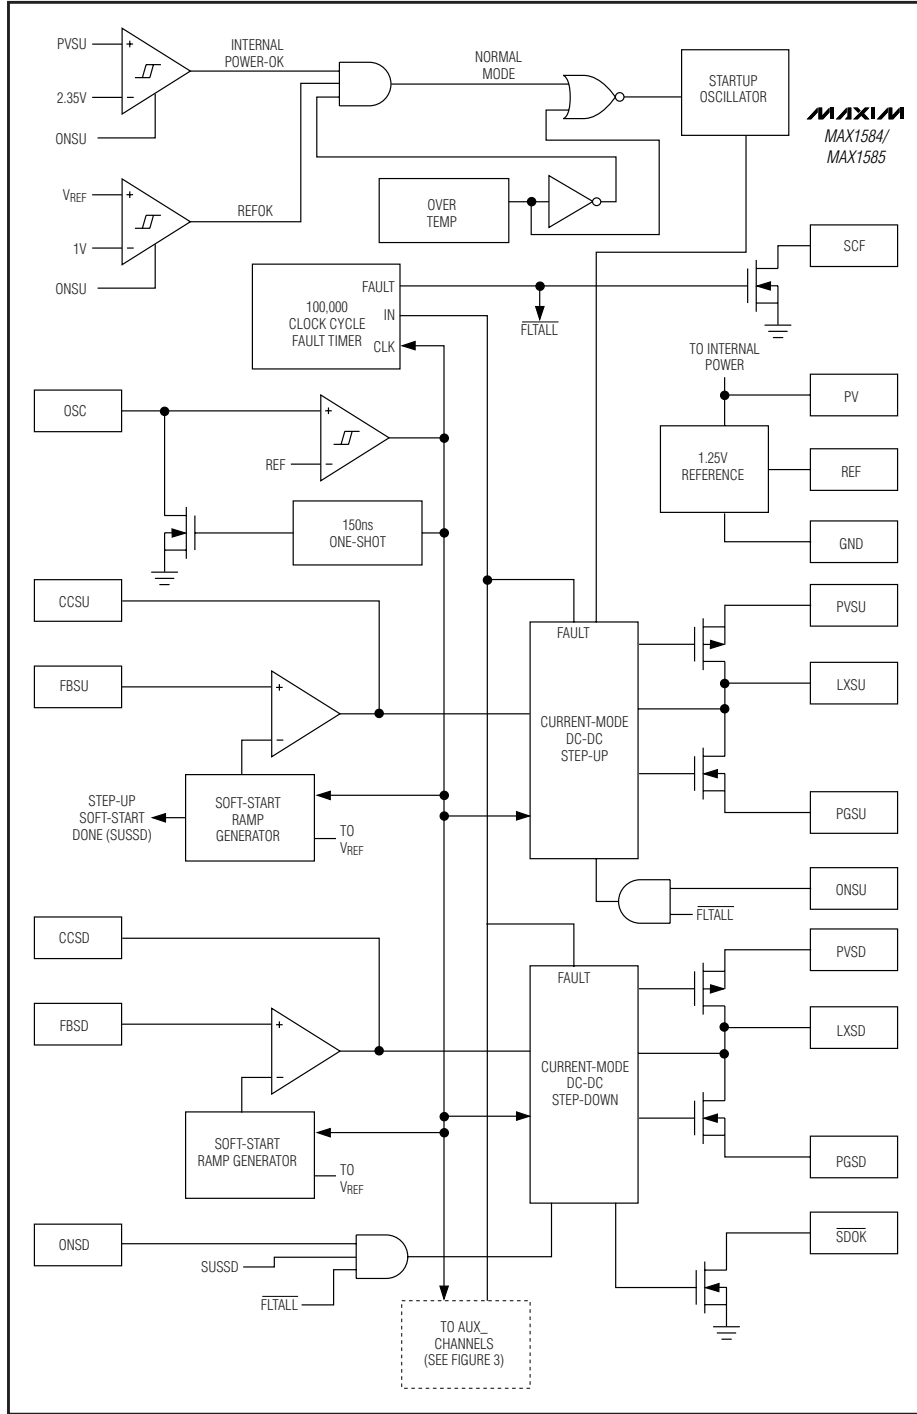 PVSU
+
INTERNAL
POWER-OK
2.35V
−
ONSU
NORMAL
MODE
STARTUP
OSCILLATOR
MAXIM
MAX1584/
MAX1585
VREF
+
REFOK
1V
−
ONSU
OVER
TEMP
SCF
FAULT
IN
CLK
100,000
CLOCK CYCLE
FAULT TIMER
FLTALL
TO INTERNAL
POWER
PV
OSC
+
REF
−
1.25V
REFERENCE
REF
150ns
ONE-SHOT
GND
CCSU
PVSU
FAULT
FBSU
+
−
LXSU
CURRENT-MODE
DC-DC
STEP-UP
STEP-UP
SOFT-START
DONE (SUSSD)
SOFT-START
RAMP
GENERATOR
TO
VREF
PGSU
ONSU
FLTALL
CCSD
PVSD
FAULT
FBSD
+
−
LXSD
CURRENT-MODE
DC-DC
STEP-DOWN
SOFT-START
RAMP GENERATOR
TO
VREF
PGSD
ONSD
SUSSD
FLTALL
SDOK
TO AUX_
CHANNELS
(SEE FIGURE 3)